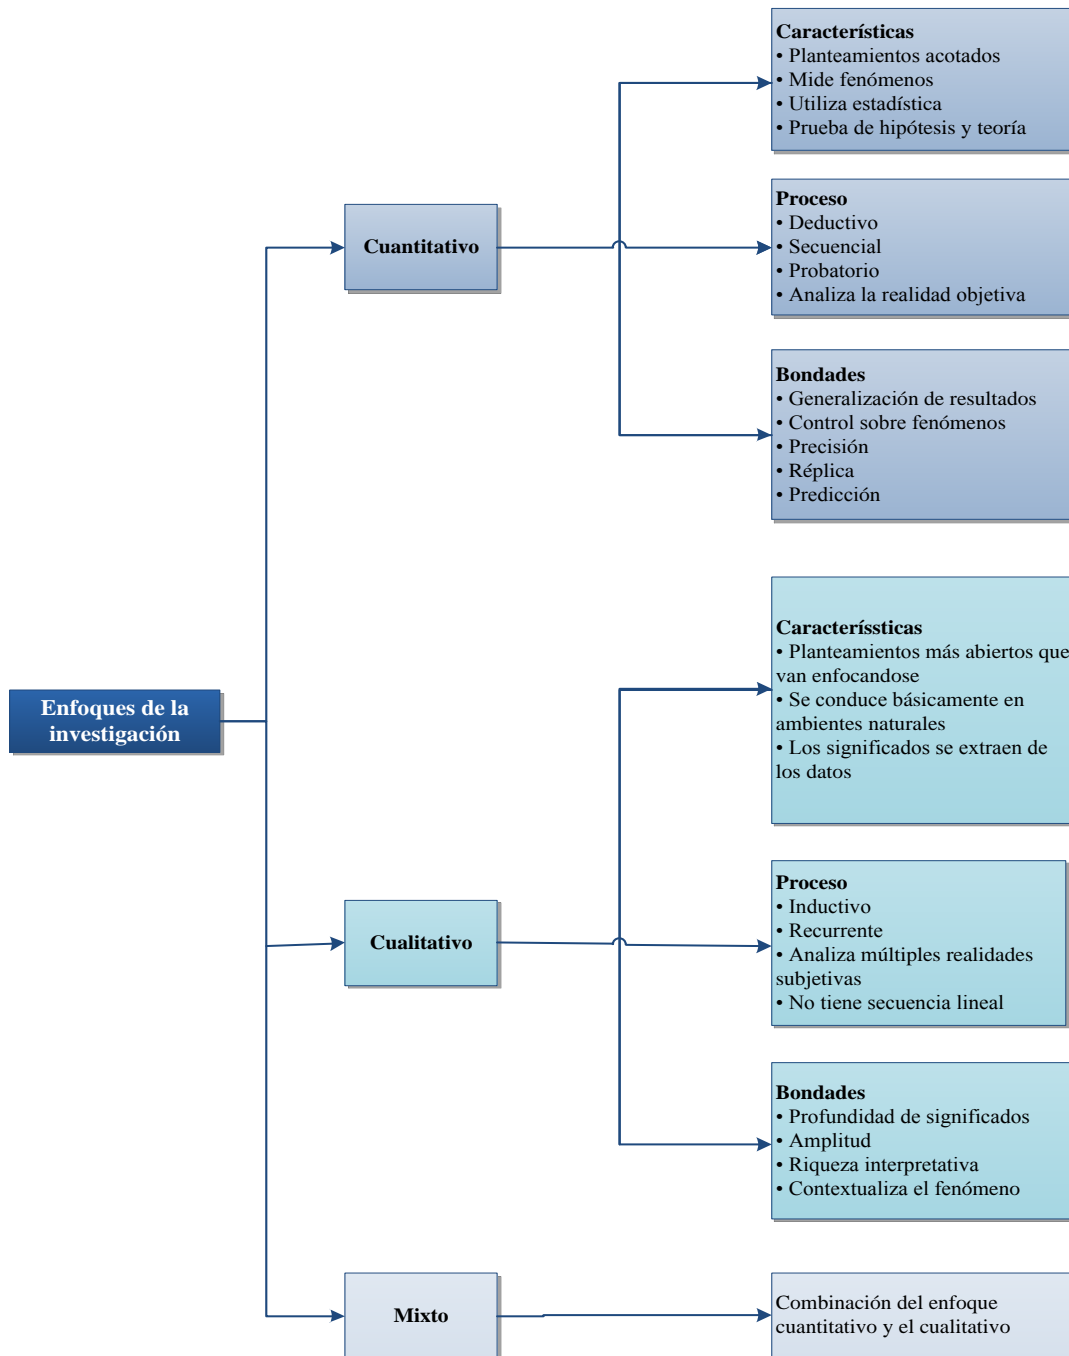 Características
• Planteamientos acotados
• Mide fenómenos
• Utiliza estadística
• Prueba de hipótesis y teoría
Proceso
• Deductivo
• Secuencial
• Probatorio
• Analiza la realidad objetiva
Cuantitativo
Bondades
• Generalización de resultados
• Control sobre fenómenos
• Precisión
• Réplica
• Predicción
Enfoques de la
investigación
Caracteríssticas
• Planteamientos más abiertos que
van enfocandose
• Se conduce básicamente en
ambientes naturales
• Los significados se extraen de
los datos
Cualitativo
Proceso
• Inductivo
• Recurrente
• Analiza múltiples realidades
subjetivas
• No tiene secuencia lineal
Bondades
• Profundidad de significados
• Amplitud
• Riqueza interpretativa
• Contextualiza el fenómeno
Mixto
Combinación del enfoque
cuantitativo y el cualitativo